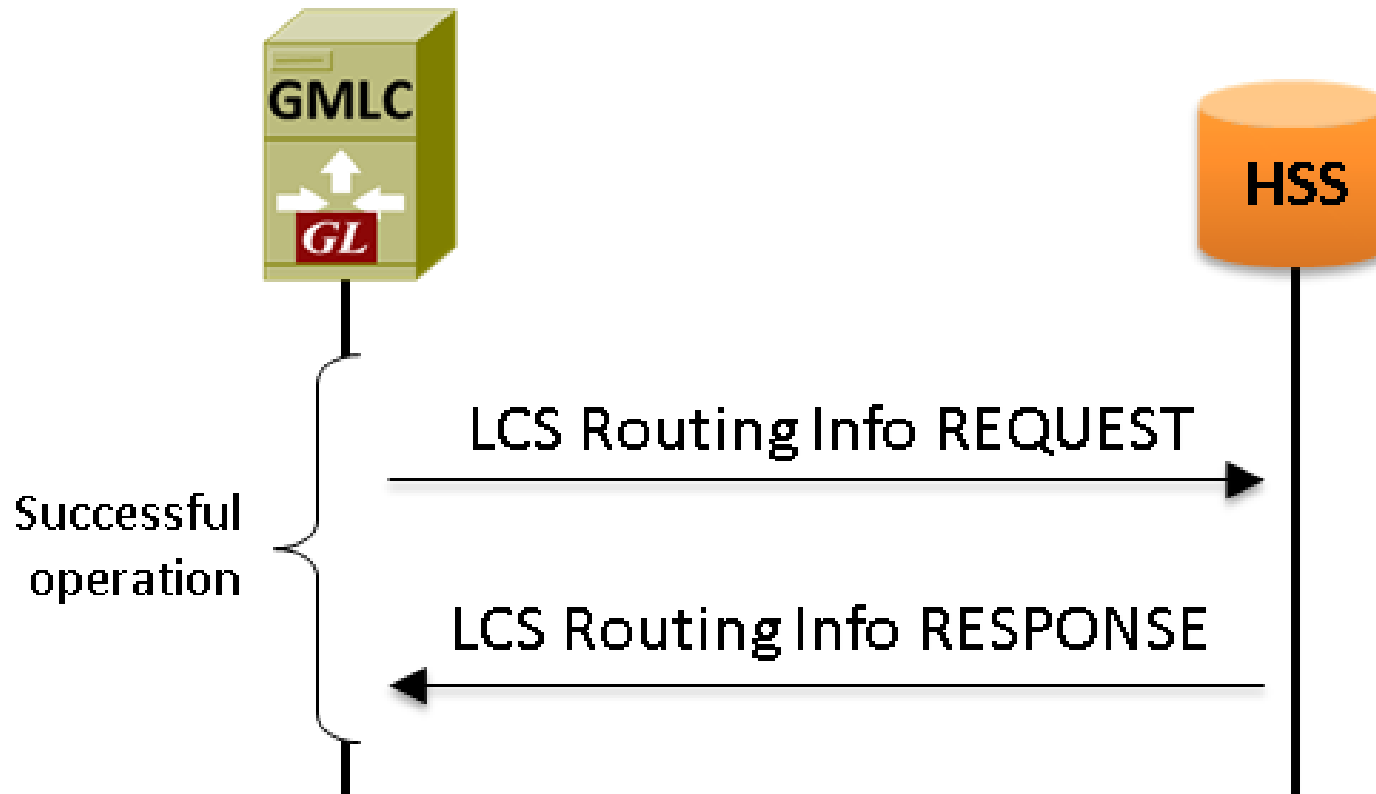 GMLC
GL
HSS
LCS Routing Info REQUEST
Successful
operation
LCS Routing Info RESPONSE